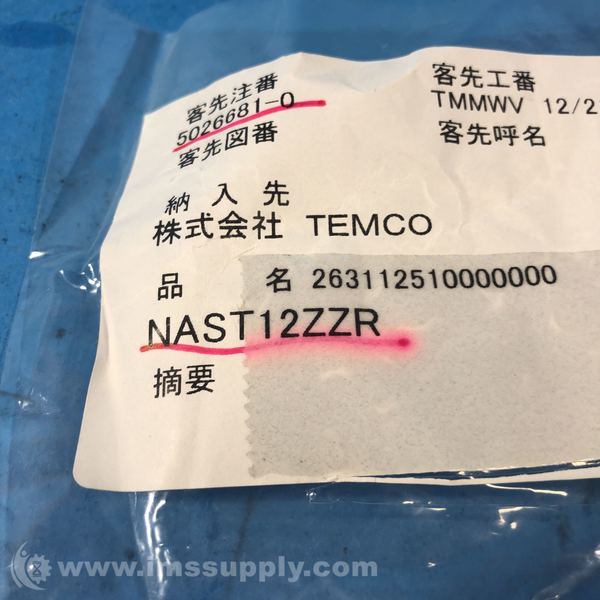 客先注番
5026681-0
客先図番
客先工番
TMMWV 12/2
客先呼名
納入先
株式会社 TEMCO
品名 263112510000000
NAST12ZZR
摘要
www.imssupply.com